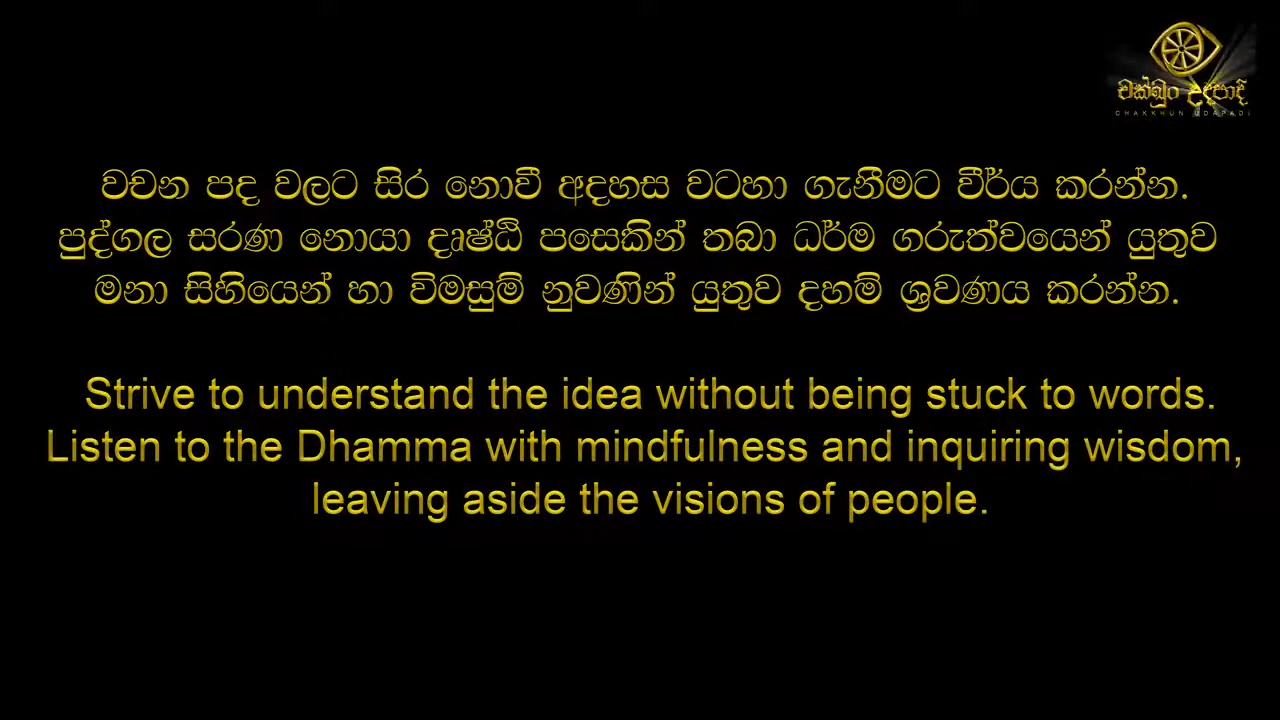 චක්ඛුං උදපාදි
CHAKKHUN UDAPADI
වචන පද වලට සිර නොවී අදහස වටහා ගැනීමට වීර්ය කරන්න.
පුද්ගල සරණ නොයා දෘෂ්ඨි පසෙකින් තබා ධර්ම ගරුත්වයෙන් යුතුව
මනා සිහියෙන් හා විමසුම් නුවණින් යුතුව දහම් ශ්‍රවණය කරන්න.
Strive to understand the idea without being stuck to words.
Listen to the Dhamma with mindfulness and inquiring wisdom,
leaving aside the visions of people.